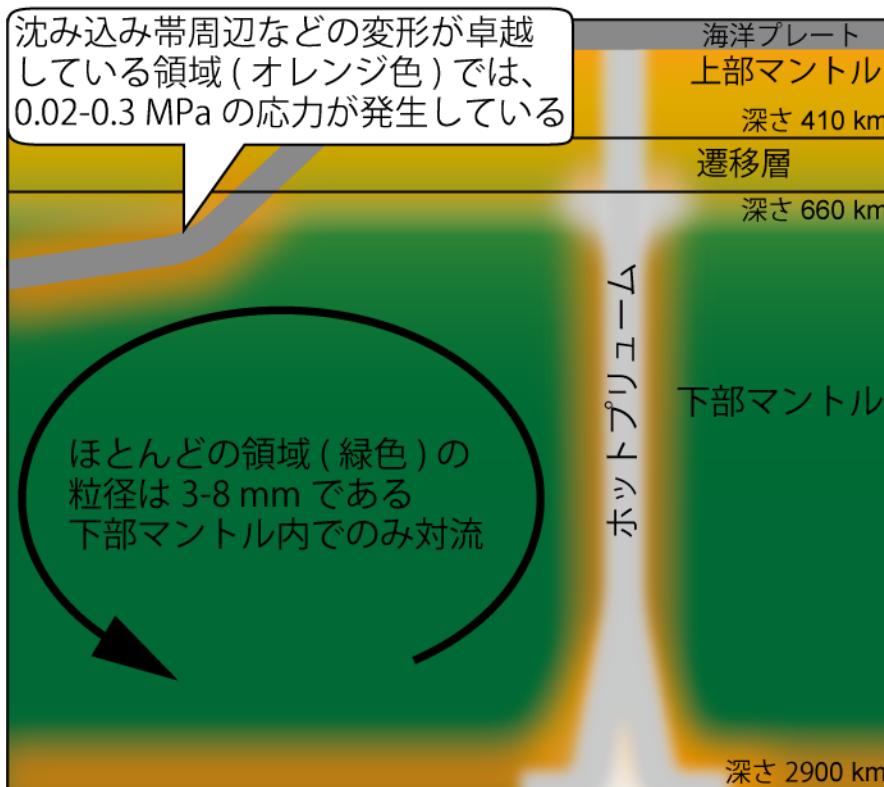 沈み込み帯周辺などの変形が卓越
している領域 ( オレンジ色 ) では、
0.02-0.3 MPa の応力が発生している
海洋プレート
上部マントル
深さ 410 km
遷移層
深さ 660 km
ホットプリューム
下部マントル
ほとんどの領域 ( 緑色 ) の
粒径は 3-8 mm である
下部マントル内でのみ対流
深さ 2900 km